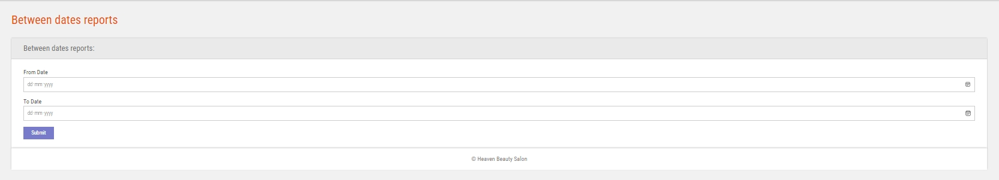 Between dates reports
Between dates reports:
From Date
dd-mm-yyyy
To Date
dd-mm-yyyy
Submit
© Heaven Beauty Salon